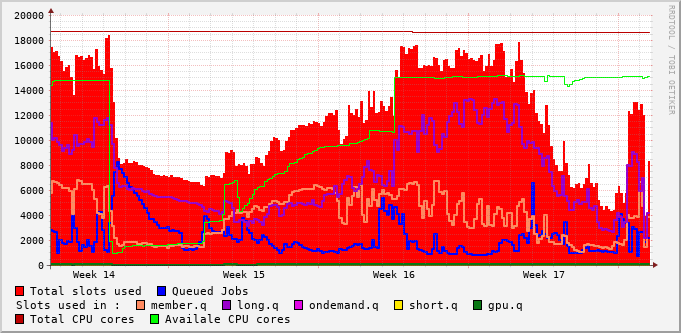 20000
18000
16000
14000
12000
10000
8000
6000
4000
2000
0
Week 14 Week 15 Week 16 Week 17
Total slots used Queued Jobs
Slots used in : member.q long.q ondemand.q short.q gpu.q
Total CPU cores Availale CPU cores
RRDTOOL / TOBI OETIKER